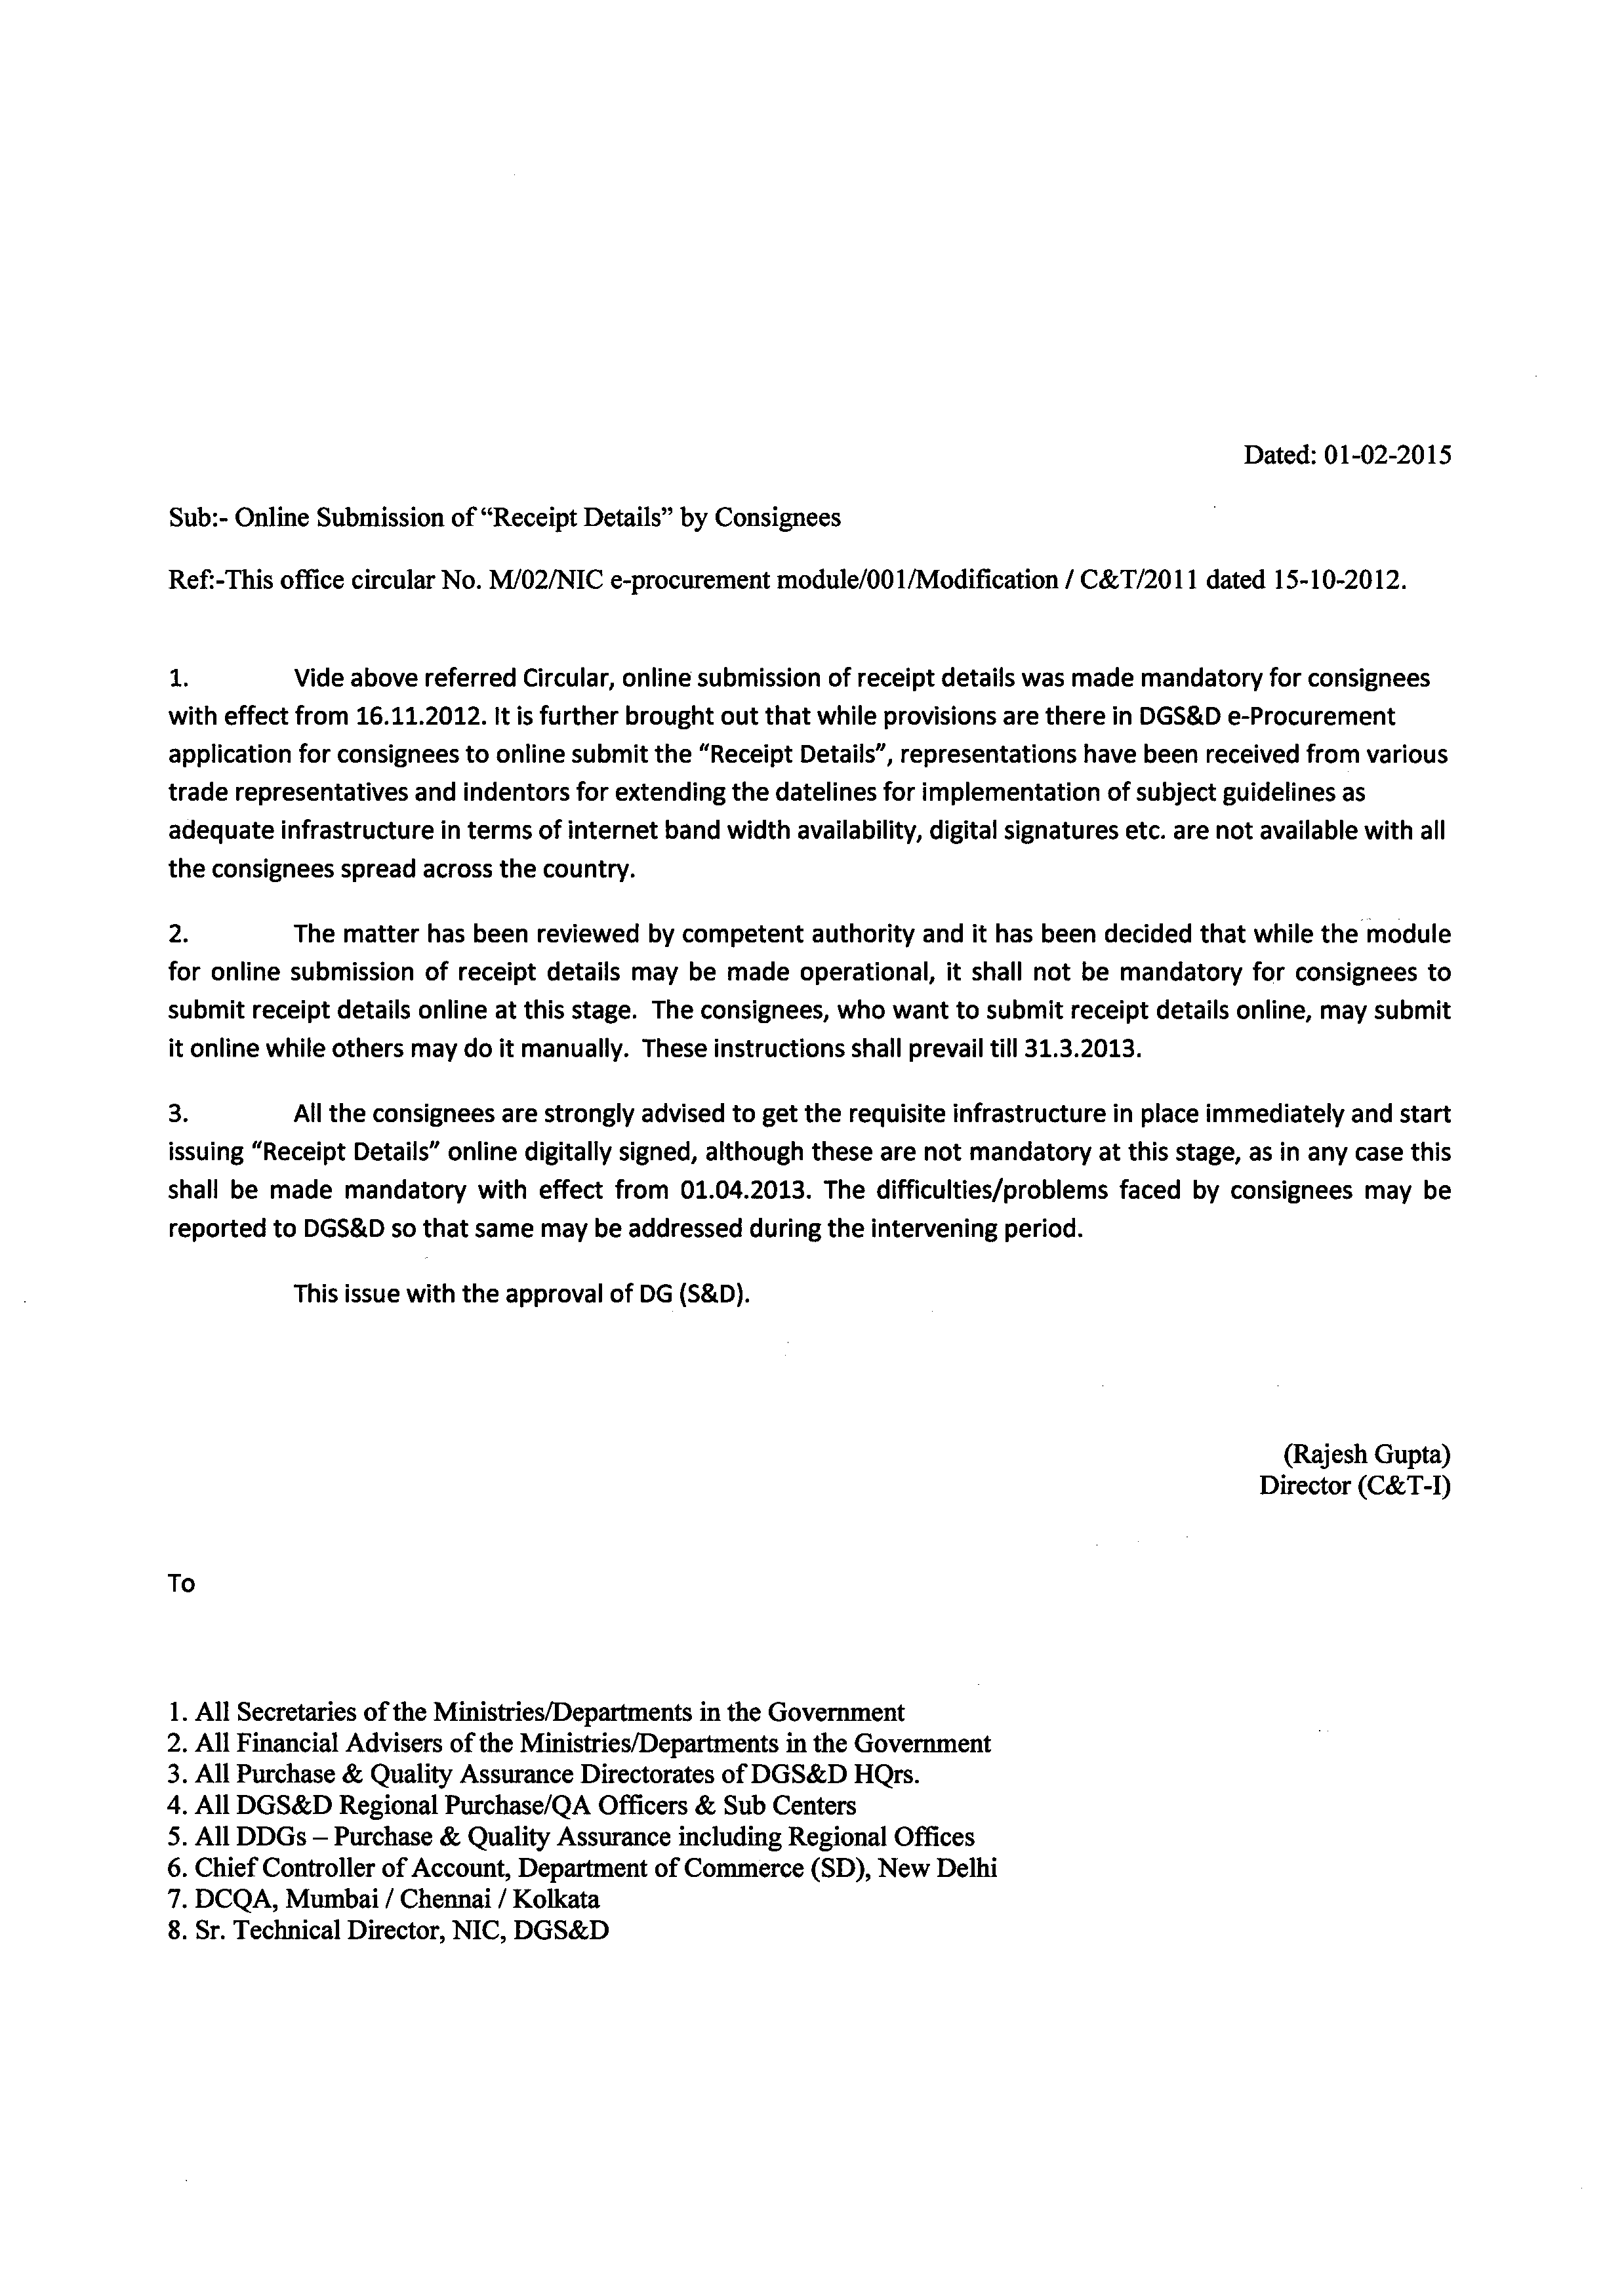 Dated: 01-02-2015
Sub:- Online Submission of “Receipt Details” by Consignees
Ref:-This office circular No. M/02/NIC e-procurement module/001/Modification / C&T/2011 dated 15-10-2012.
1. Vide above referred Circular, online submission of receipt details was made mandatory for consignees
with effect from 16.11.2012. It is further brought out that while provisions are there in DGS&D e-Procurement
application for consignees to online submit the “Receipt Details”, representations have been received from various
trade representatives and indentors for extending the datelines for implementation of subject guidelines as
adequate infrastructure in terms of internet band width availability, digital signatures etc. are not available with all
the consignees spread across the country.
2. The matter has been reviewed by competent authority and it has been decided that while the module
for online submission of receipt details may be made operational, it shall not be mandatory for consignees to
submit receipt details online at this stage. The consignees, who want to submit receipt details online, may submit
it online while others may do it manually. These instructions shall prevail till 31.3.2013.
3. All the consignees are strongly advised to get the requisite infrastructure in place immediately and start
issuing “Receipt Details” online digitally signed, although these are not mandatory at this stage, as in any case this
shall be made mandatory with effect from 01.04.2013. The difficulties/problems faced by consignees may be
reported to DGS&D so that same may be addressed during the intervening period.
This issue with the approval of DG (S&D).
(Rajesh Gupta)
Director (C&T-I)
To
1. All Secretaries of the Ministries/Departments in the Government
2. All Financial Advisers of the Ministries/Departments in the Government
3. All Purchase & Quality Assurance Directorates of DGS&D HQrs.
4. All DGS&D Regional Purchase/QA Officers & Sub Centers
5. All DDGs – Purchase & Quality Assurance including Regional Offices
6. Chief Controller of Account, Department of Commerce (SD), New Delhi
7. DCQA, Mumbai / Chennai / Kolkata
8. Sr. Technical Director, NIC, DGS&D